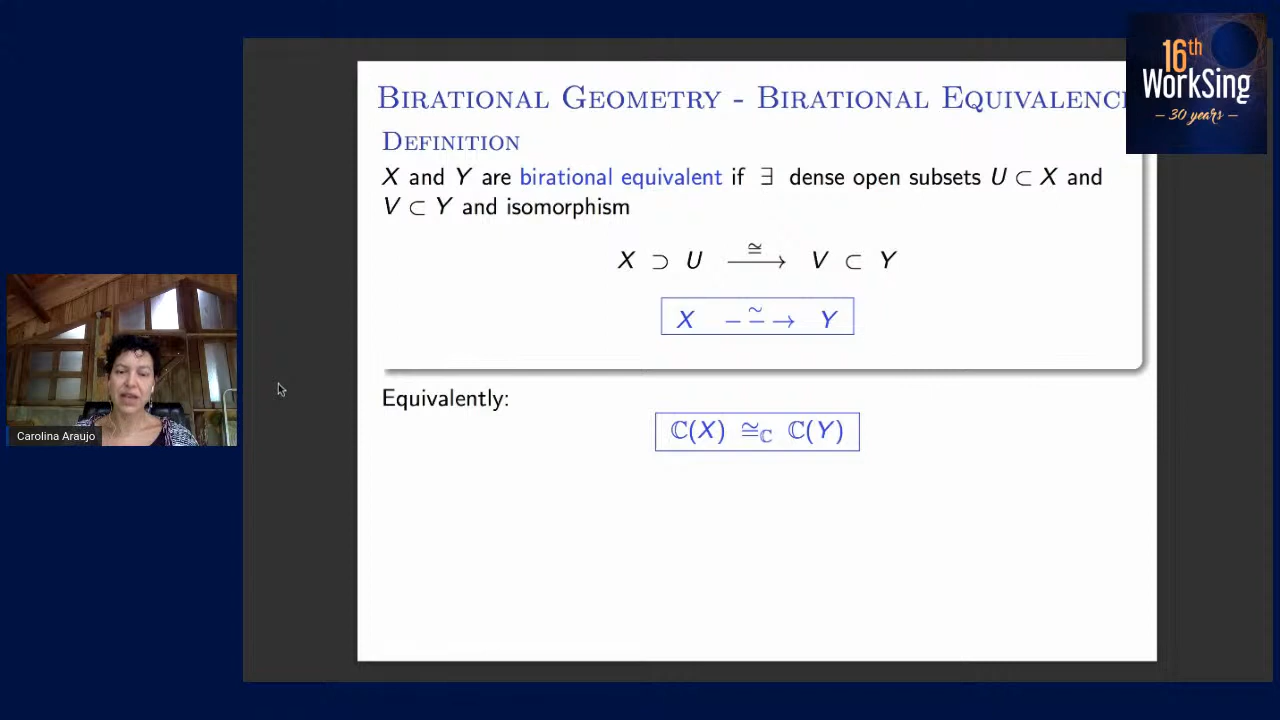 BIRATIONAL GEOMETRY - BIRATIONAL EQUIVALENC
DEFINITION
X and Y are birational equivalent if ∃ dense open subsets U ⊂ X and
V ⊂ Y and isomorphism
X ⊃ U ≅⟶ V ⊂ Y
X −∼−→ Y
Equivalently:
ℂ(X) ≅_ℂ ℂ(Y)
Carolina Araujo
16th
WorkSing
– 30 years –